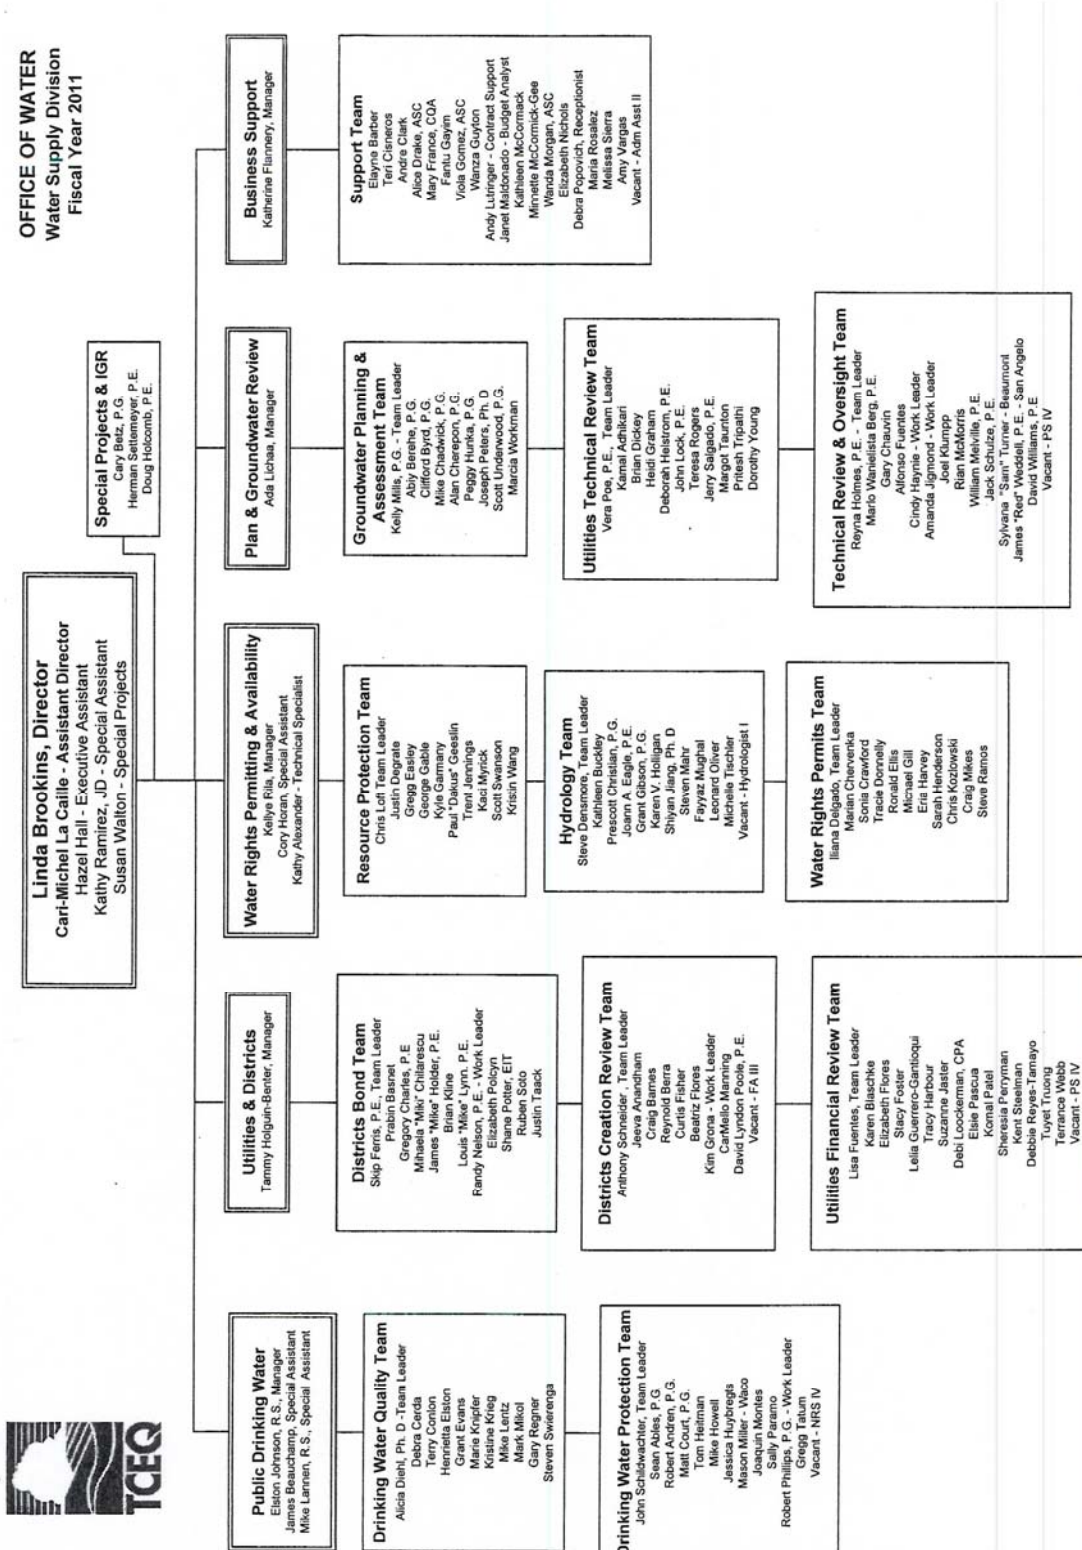 TCEQ
OFFICE OF WATER
Water Supply Division
Fiscal Year 2011
Linda Brookins, Director
Cari-Michel La Caille - Assistant Director
Hazel Hall - Executive Assistant
Kathy Ramirez, JD - Special Assistant
Susan Walton - Special Projects
Special Projects & IGR
Cary Betz, P.G.
Herman Settemeyer, P.E.
Doug Holcomb, P.E.
Public Drinking Water
Elston Johnson, R.S., Manager
James Beauchamp, Special Assistant
Mike Lannen, R.S., Special Assistant
Drinking Water Quality Team
Alicia Diehl, Ph. D -Team Leader
Debra Cerda
Terry Conlon
Henrietta Elston
Grant Evans
Marie Knipfer
Kristine Krieg
Mike Lentz
Mark Mikol
Gary Regner
Steven Swierenga
Drinking Water Protection Team
John Schildwachter, Team Leader
Sean Ables, P.G
Robert Andren, P.G.
Matt Court, P.G.
Tom Heitman
Mike Howell
Jessica Huybregts
Mason Miller - Waco
Joaquin Montes
Sally Paramo
Robert Phillips, P.G. - Work Leader
Gregg Tatum
Vacant - NRS IV
Utilities & Districts
Tammy Holguin-Benter, Manager
Districts Bond Team
Skip Ferris, P.E., Team Leader
Prabin Basnet
Gregory Charles, P.E
Mihaela "Miki" Chilarescu
James "Mike" Holder, P.E.
Brian Kline
Louis "Mike" Lynn. P.E.
Randy Nelson, P.E. - Work Leader
Elizabeth Polcyn
Shane Potter, EIT
Ruben Soto
Justin Taack
Districts Creation Review Team
Anthony Schneider , Team Leader
Jeeva Anandham
Craig Barnes
Reynold Berra
Curtis Fisher
Beatriz Flores
Kim Grona - Work Leader
CarMello Manning
David Lyndon Poole, P.E.
Vacant - FA III
Utilities Financial Review Team
Lisa Fuentes, Team Leader
Karen Blaschke
Elizabeth Flores
Stacy Foster
Lelia Guerrero-Gantioqui
Tracy Harbour
Suzanne Jaster
Debi Loockerman, CPA
Elsie Pascua
Komal Patel
Sheresia Perryman
Kent Steelman
Debbie Reyes-Tamayo
Tuyet Truong
Terrance Webb
Vacant - PS IV
Water Rights Permitting & Availability
Kellye Rila, Manager
Cory Horan, Special Assistant
Kathy Alexander - Technical Specialist
Resource Protection Team
Chris Loft Team Leader
Justin Degrate
Gregg Easley
George Gable
Kyle Garmany
Paul "Dakus" Geeslin
Trent Jennings
Kaci Myrick
Scott Swanson
Kristin Wang
Hydrology Team
Steve Densmore, Team Leader
Kathleen Buckley
Prescott Christian, P.G.
Joann A. Eagle, P.E.
Grant Gibson, P.G.
Karen V. Holligan
Shiyan Jiang, Ph. D
Steven Mahr
Fayyaz Mughal
Leonard Oliver
Michelle Tischler
Vacant - Hydrologist I
Water Rights Permits Team
Iliana Delgado, Team Leader
Marian Chervenka
Sonia Crawford
Tracie Donnelly
Ronald Ellis
Michael Gill
Eria Harvey
Sarah Henderson
Chris Kozlowski
Craig Mikes
Steve Ramos
Plan & Groundwater Review
Ada Lichaa, Manager
Groundwater Planning &
Assessment Team
Kelly Mills, P.G. - Team Leader
Abiy Berehe, P.G.
Clifford Byrd, P.G.
Mike Chadwick, P.G.
Alan Cherepon, P.G.
Peggy Hunka, P.G.
Joseph Peters, Ph. D
Scott Underwood, P.G.
Marcia Workman
Utilities Technical Review Team
Vera Poe, P.E., Team Leader
Kamal Adhikari
Brian Dickey
Heidi Graham
Deborah Helstrom, P.E.
John Lock, P.E.
Teresa Rogers
Jerry Salgado, P.E.
Margot Taunton
Pritesh Tripathi
Dorothy Young
Technical Review & Oversight Team
Reyna Holmes, P.E. - Team Leader
Marlo Wanielista Berg, P.E.
Gary Chauvin
Alfonso Fuentes
Cindy Haynie - Work Leader
Amanda Jigmond - Work Leader
Joel Klumpp
Rian McMorris
William Melville, P.E.
Jack Schulze, P.E.
Sylvana "Sam" Turner - Beaumont
James "Red" Weddell, P.E. - San Angelo
David Williams, P.E
Vacant - PS IV
Business Support
Katherine Flannery, Manager
Support Team
Elayne Barber
Teri Cisneros
Andre Clark
Alice Drake, ASC
Mary France, CQA
Fantu Gayim
Viola Gomez, ASC
Wanza Guyton
Andy Lutringer - Contract Support
Janet Maldonado - Budget Analyst
Kathleen McCormack
Minnette McCormick-Gee
Wanda Morgan, ASC
Elizabeth Nichols
Debra Popovich, Receptionist
Maria Rosalez
Melissa Sierra
Amy Vargas
Vacant - Adm Asst II